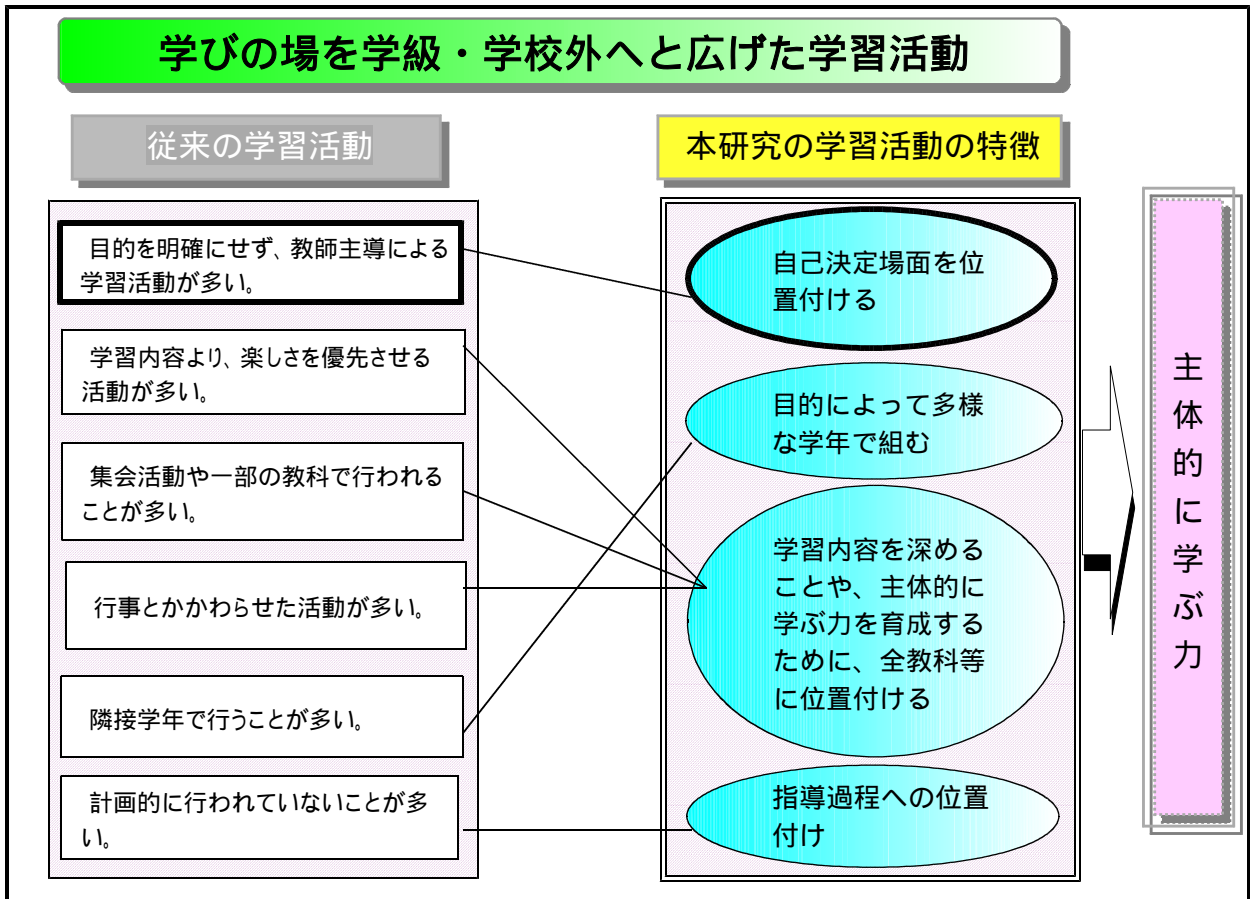 学びの場を学級・学校外へと広げた学習活動
従来の学習活動
目的を明確にせず、教師主導による
学習活動が多い。
学習内容より、楽しさを優先させる
活動が多い。
集会活動や一部の教科で行われる
ことが多い。
行事とかかわらせた活動が多い。
隣接学年で行うことが多い。
計画的に行われていないことが多
い。
本研究の学習活動の特徴
自己決定場面を位
置付ける
目的によって多様
な学年で組む
学習内容を深める
ことや、主体的に
学ぶ力を育成する
ために、全教科等
に位置付ける
指導過程への位置
付け
主体的に学ぶ力